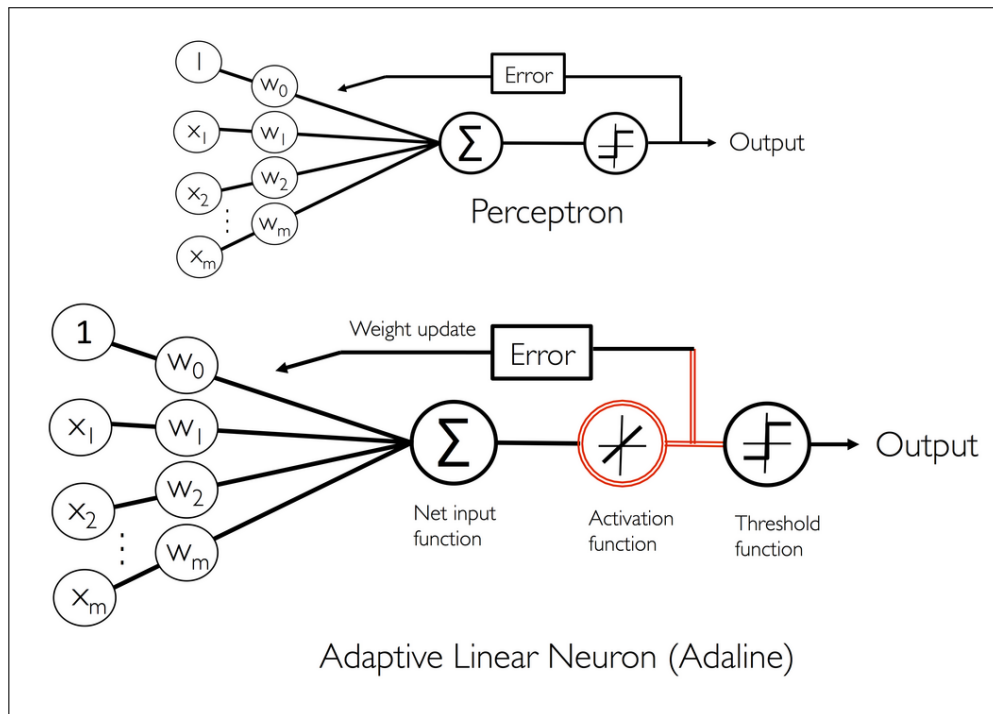 1
w0
Error
x1
w1
Σ
Output
x2
w2
Perceptron
wm
xm
1
Weight update
Error
w0
x1
w1
Σ
Output
x2
w2
Net input
function
Activation
function
Threshold
function
wm
xm
Adaptive Linear Neuron (Adaline)